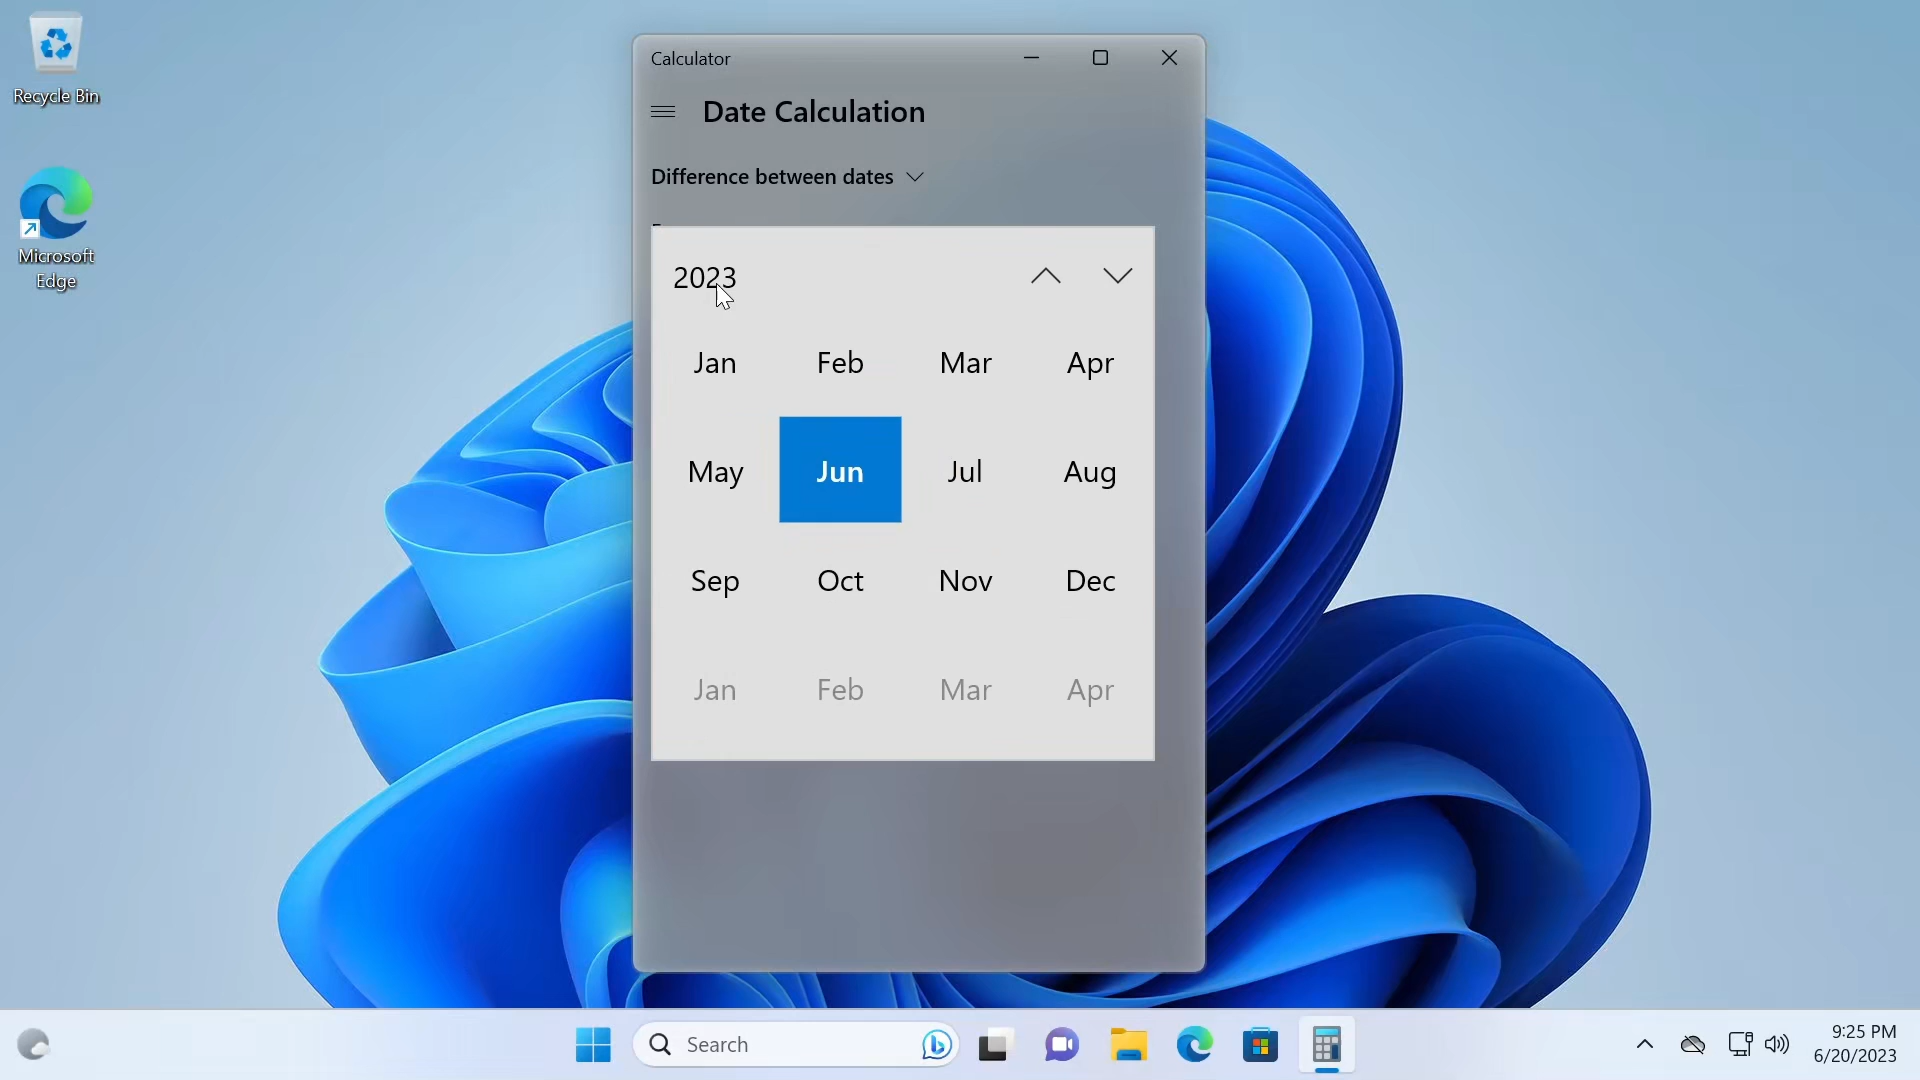 Recycle Bin
Microsoft
Edge
Calculator
Date Calculation
Difference between dates
2023
Jan Feb Mar Apr
May Jun Jul Aug
Sep Oct Nov Dec
Jan Feb Mar Apr
Search
9:25 PM
6/20/2023